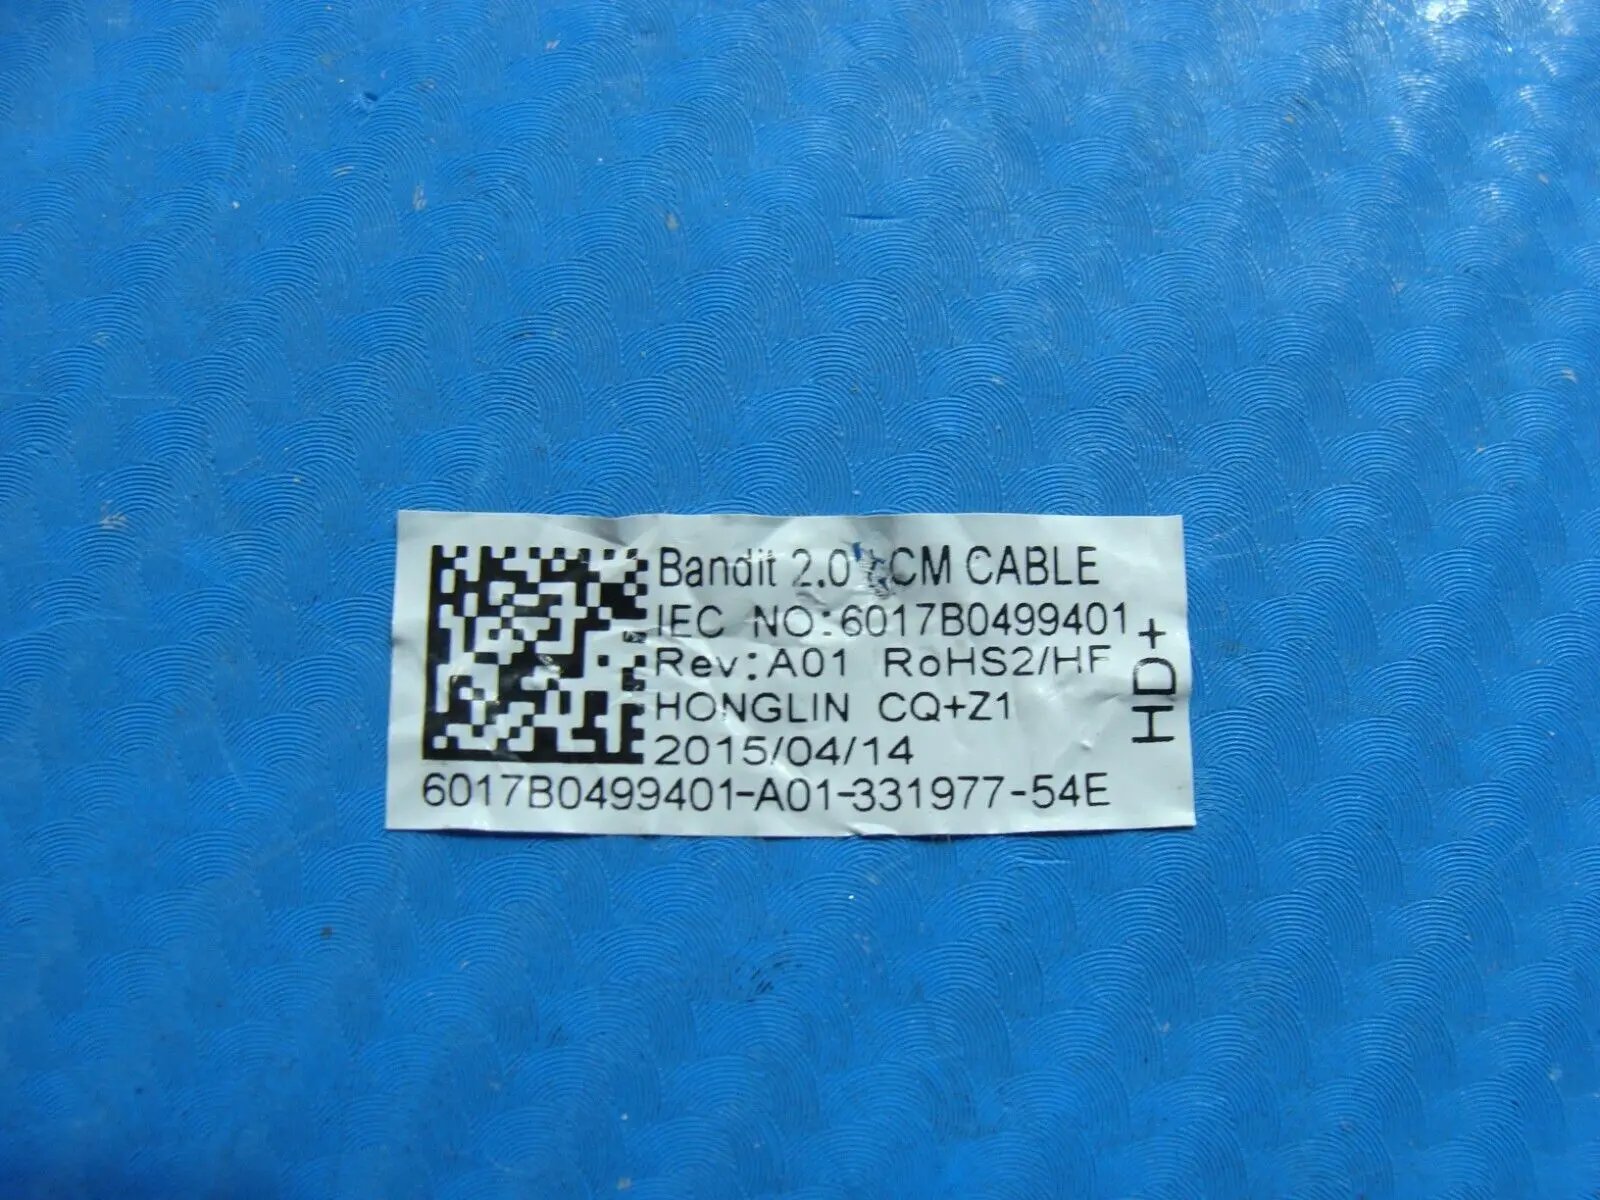 Bandit 2.0 CM CABLE
IEC NO:6017B0499401
Rev:A01 RoHS2/HF
HONGLIN CQ+Z1
2015/04/14
6017B0499401-A01-331977-54E
HD+